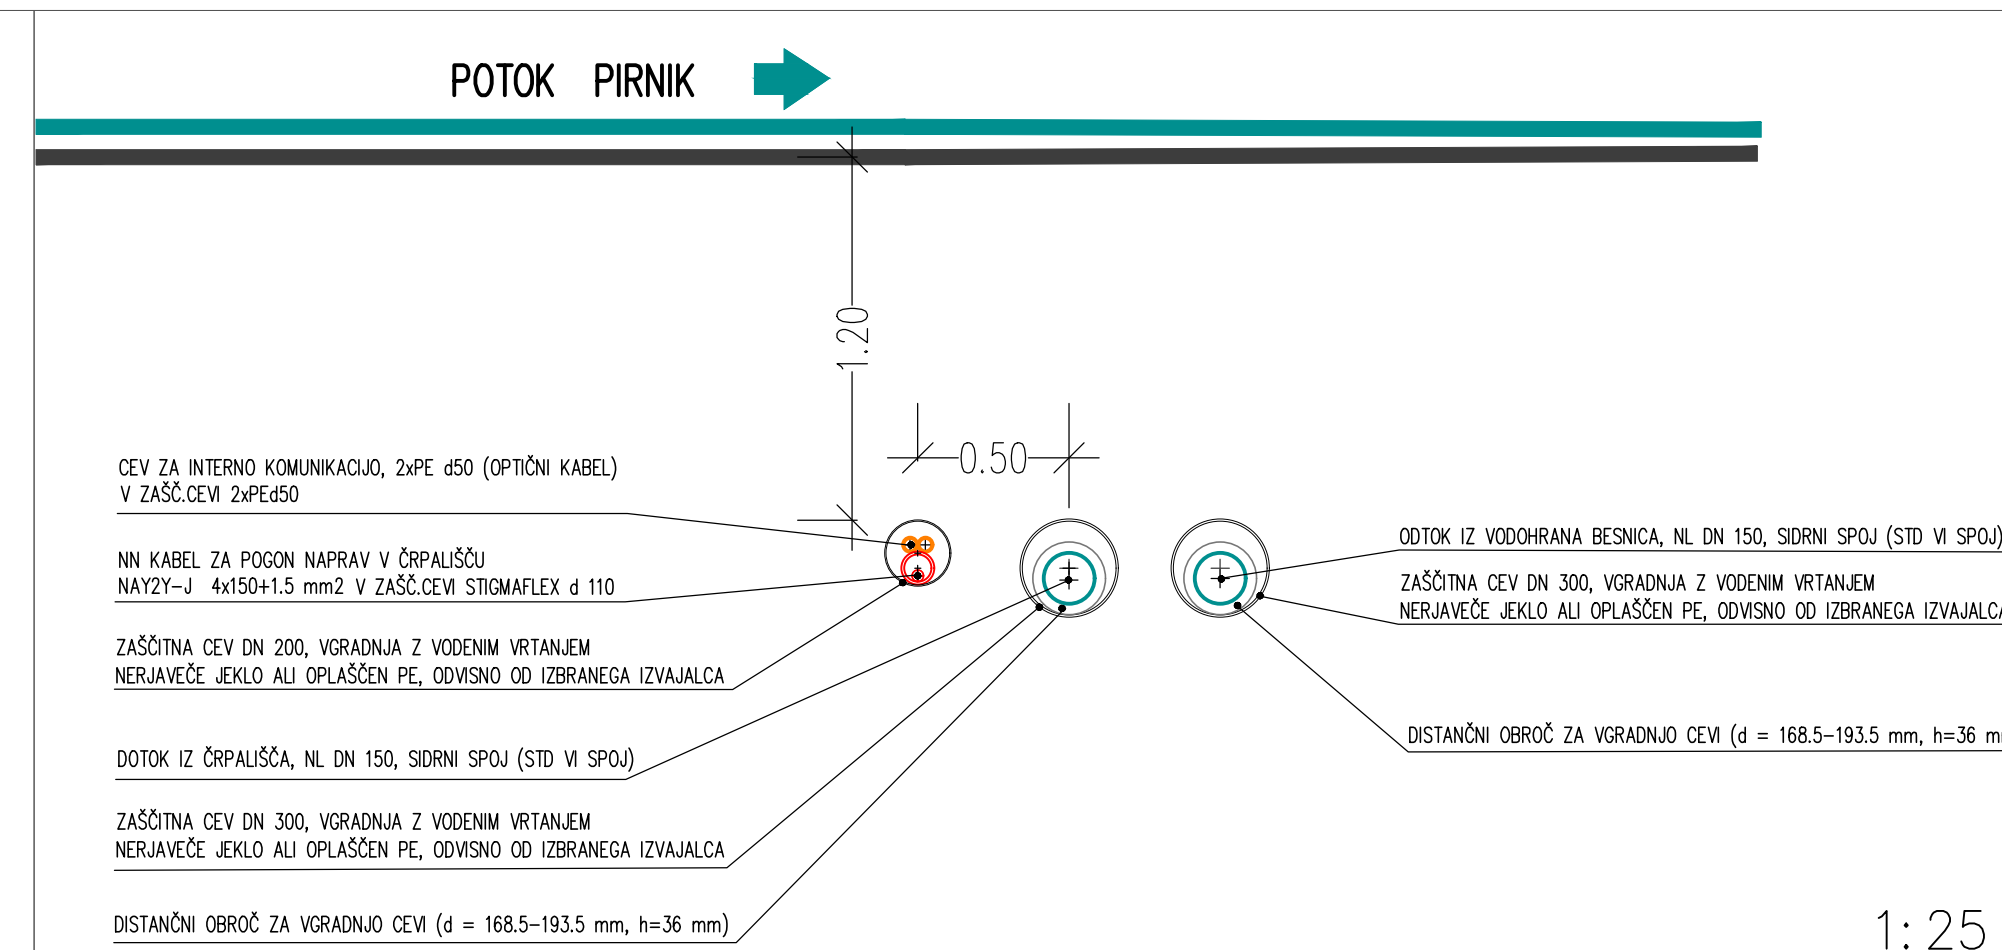 POTOK PIRNIK
1.20
0.50
CEV ZA INTERNO KOMUNIKACIJO, 2xPE d50 (OPTIČNI KABEL)
V ZAŠČ.CEVI 2xPEd50
NN KABEL ZA POGON NAPRAV V ČRPALIŠČU
NAY2Y-J 4x150+1.5 mm2 V ZAŠČ.CEVI STIGMAFLEX d 110
ZAŠČITNA CEV DN 200, VGRADNJA Z VODENIM VRTANJEM
NERJAVEČE JEKLO ALI OPLAŠČEN PE, ODVISNO OD IZBRANEGA IZVAJALCA
DOTOK IZ ČRPALIŠČA, NL DN 150, SIDRNI SPOJ (STD VI SPOJ)
ZAŠČITNA CEV DN 300, VGRADNJA Z VODENIM VRTANJEM
NERJAVEČE JEKLO ALI OPLAŠČEN PE, ODVISNO OD IZBRANEGA IZVAJALCA
DISTANČNI OBROČ ZA VGRADNJO CEVI (d = 168.5-193.5 mm, h=36 mm)
ODTOK IZ VODOHRANA BESNICA, NL DN 150, SIDRNI SPOJ (STD VI SPOJ)
ZAŠČITNA CEV DN 300, VGRADNJA Z VODENIM VRTANJEM
NERJAVEČE JEKLO ALI OPLAŠČEN PE, ODVISNO OD IZBRANEGA IZVAJALCA
DISTANČNI OBROČ ZA VGRADNJO CEVI (d = 168.5-193.5 mm, h=36 m
1:25